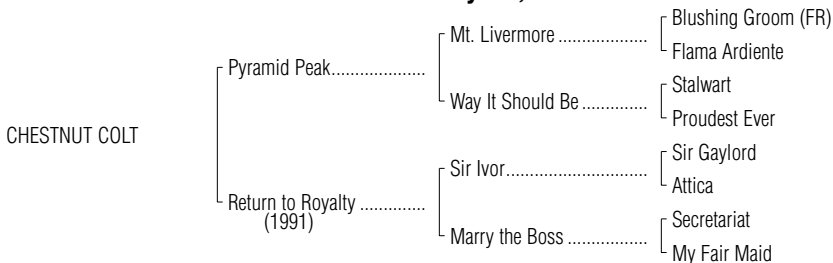 Blushing Groom (FR)
Mt. Livermore ..................
Flama Ardiente
Pyramid Peak....................
Stalwart
Way It Should Be .............
Proudest Ever
CHESTNUT COLT
Sir Gaylord
Sir Ivor...........................
Attica
Return to Royalty ..............
(1991)
Secretariat
Marry the Boss ................
My Fair Maid